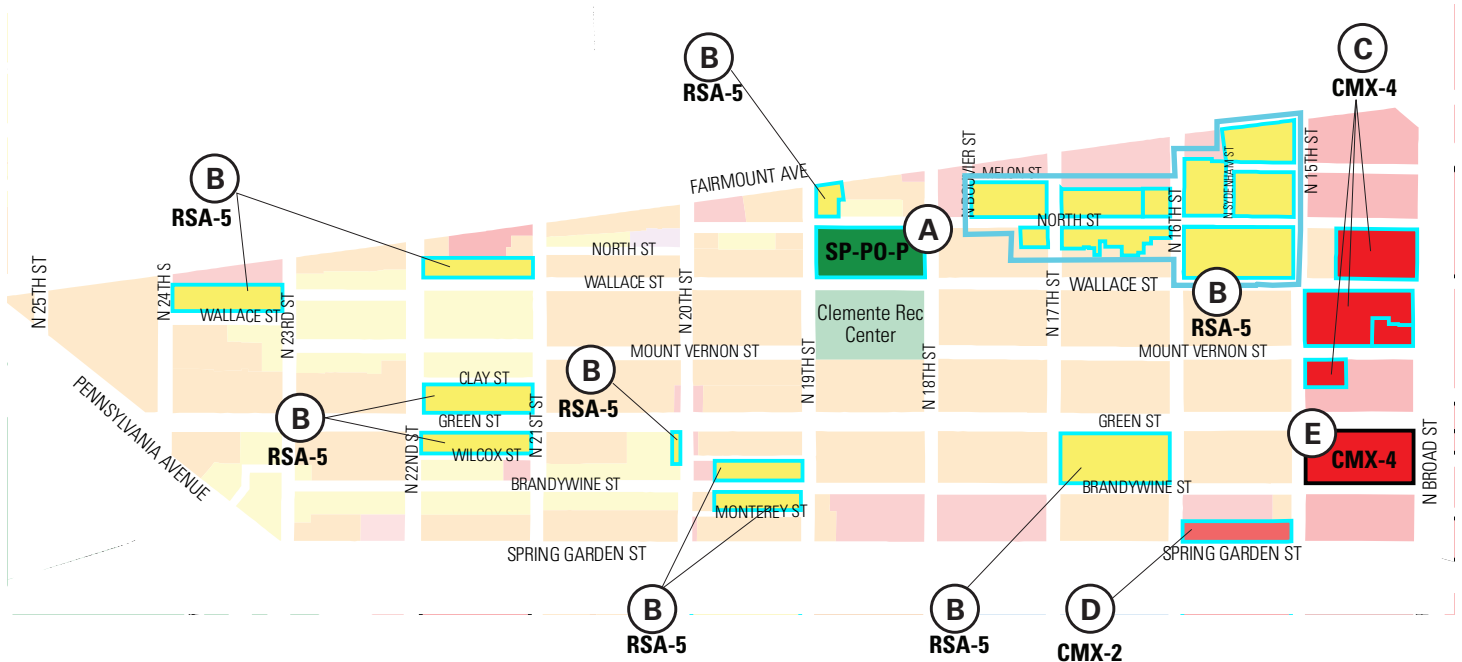 C
CMX-4
B
RSA-5
N BOUVIER ST
MELON ST
N SYDENHAM ST
N 15TH ST
FAIRMOUNT AVE
B
RSA-5
A
SP-PO-P
NORTH ST
N 16TH ST
NORTH ST
WALLACE ST
WALLACE ST
N 25TH ST
N 24TH S
WALLACE ST
N 23RD ST
N 20TH ST
N 17TH ST
B
RSA-5
Clemente Rec
Center
MOUNT VERNON ST
MOUNT VERNON ST
N 19TH ST
N 18TH ST
B
RSA-5
CLAY ST
GREEN ST
N 21ST ST
WILCOX ST
N 22ND ST
B
RSA-5
PENNSYLVANIA AVENUE
GREEN ST
E
CMX-4
N BROAD ST
BRANDYWINE ST
BRANDYWINE ST
MONTEREY ST
SPRING GARDEN ST
SPRING GARDEN ST
B
RSA-5
B
RSA-5
D
CMX-2